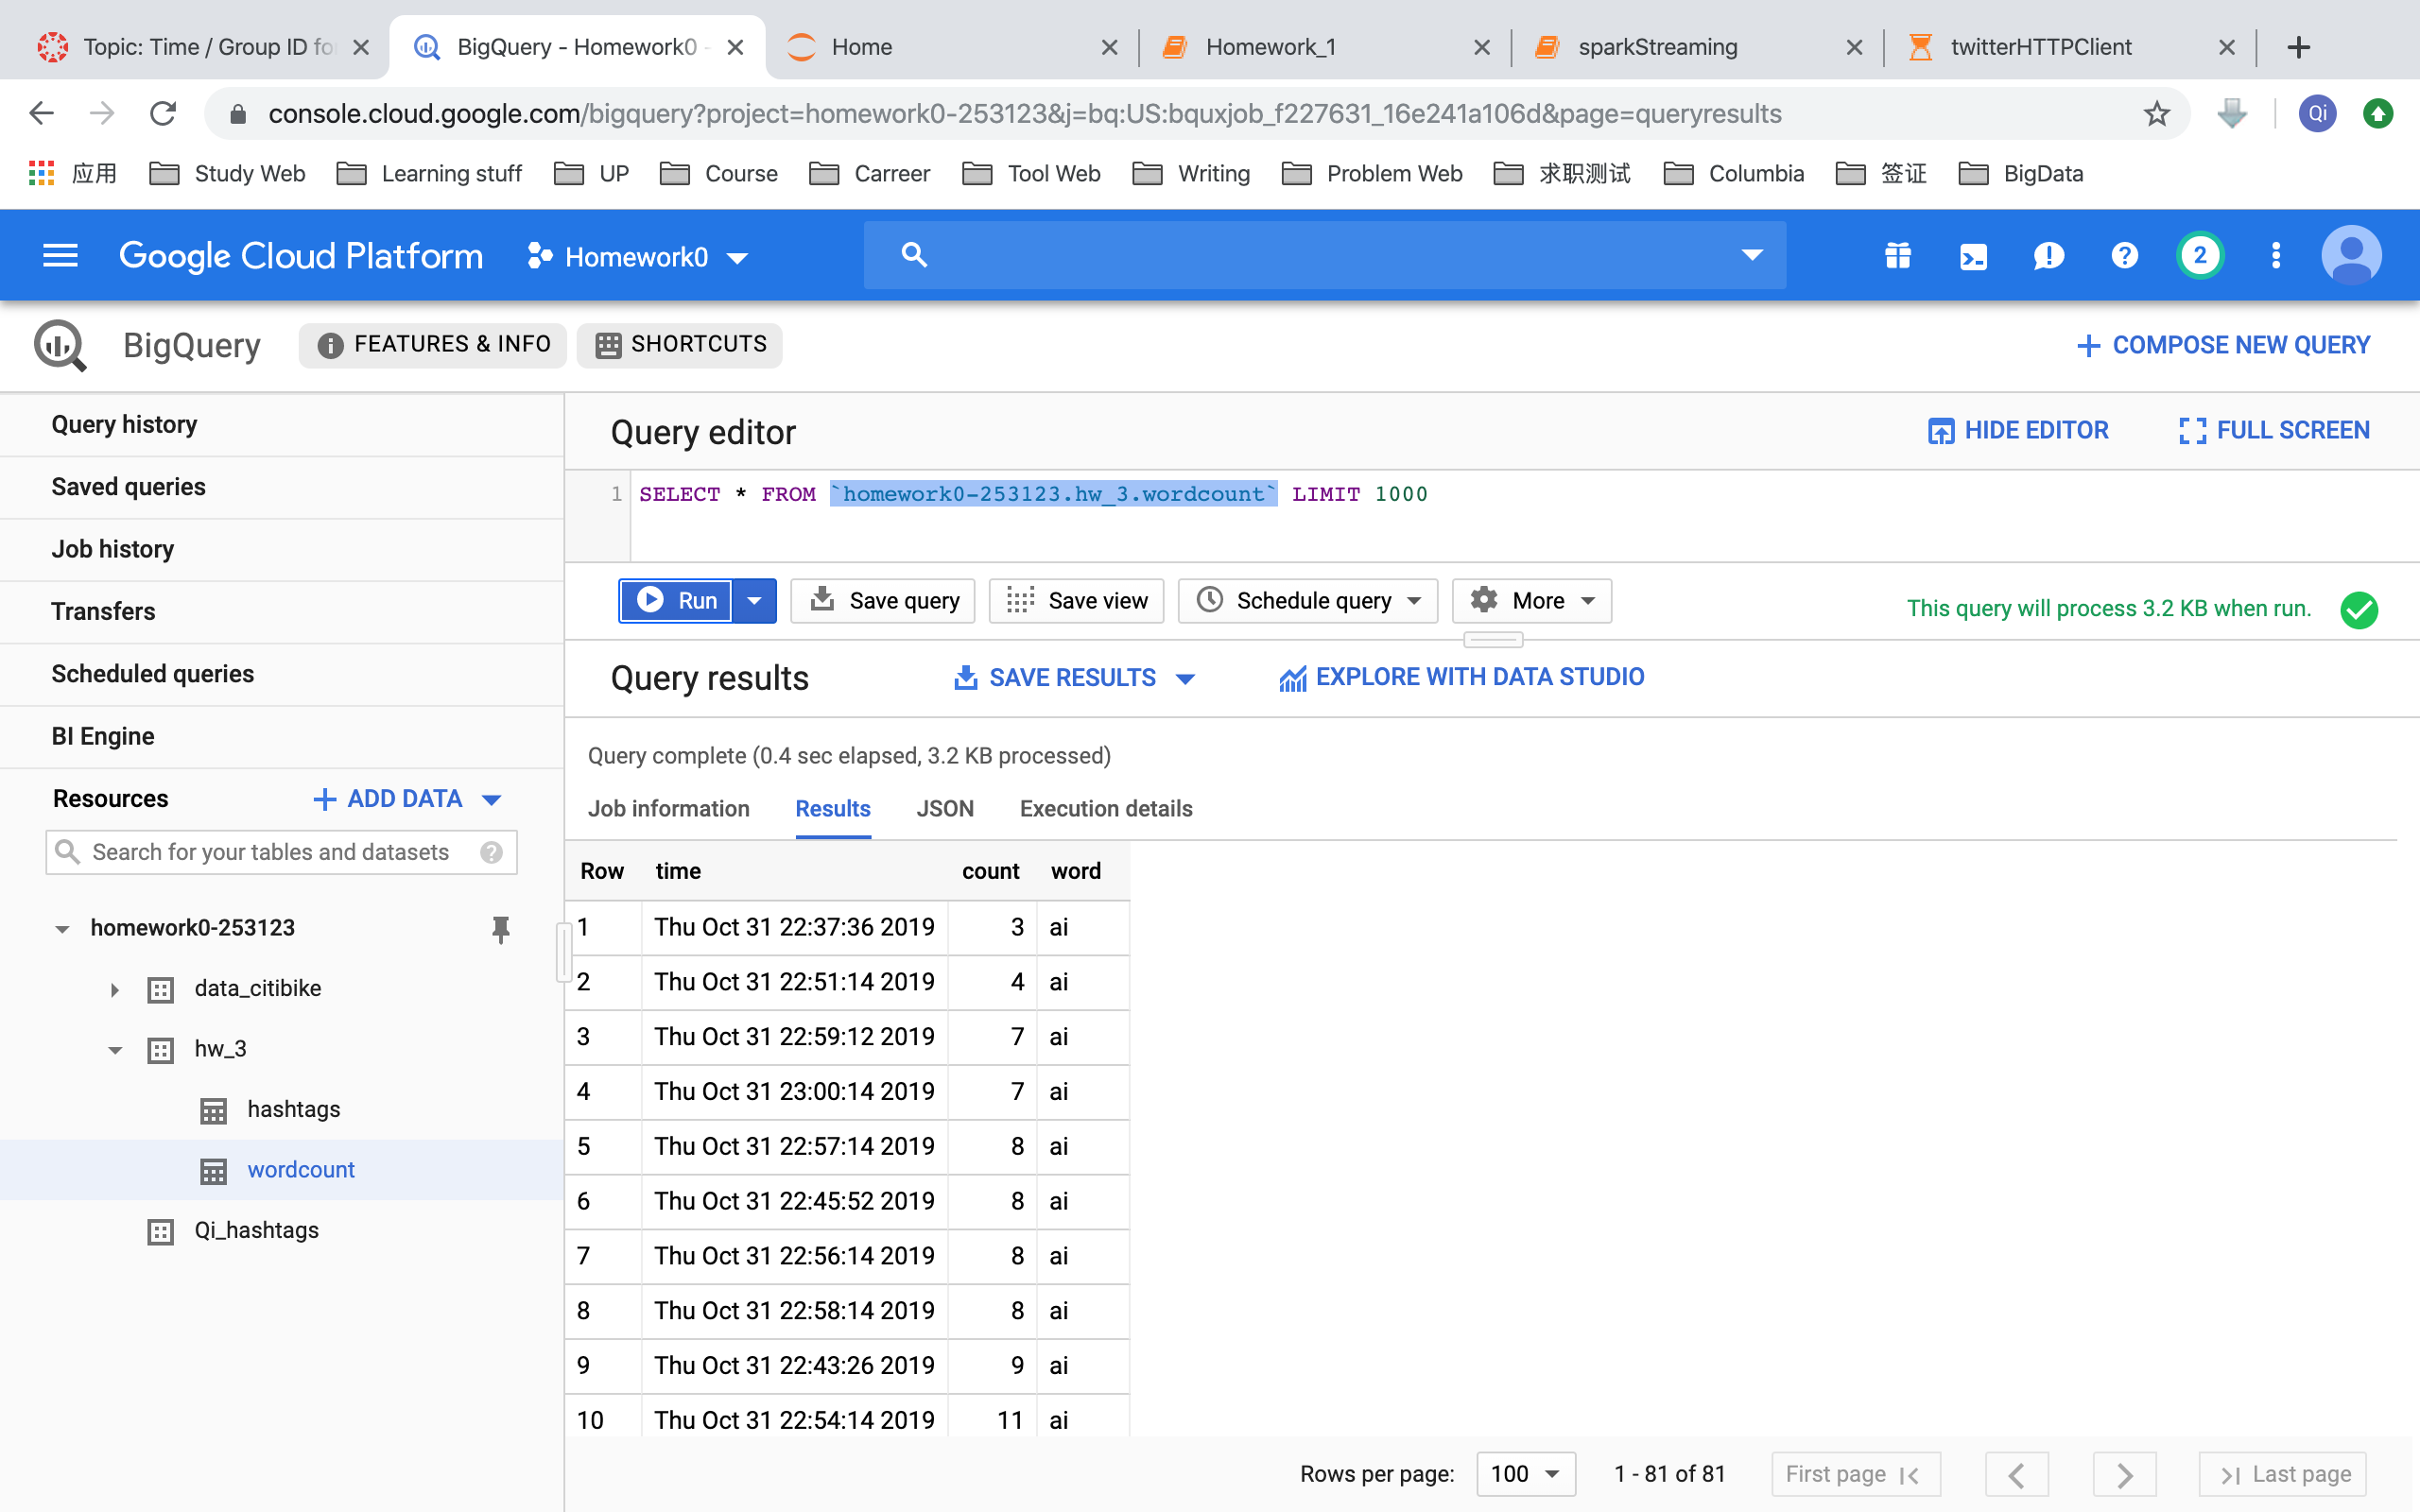 Topic: Time / Group ID fo
BigQuery - Homework0 -
Home
Homework_1
sparkStreaming
twitterHTTPClient
console.cloud.google.com/bigquery?project=homework0-253123&j=bq:US:bquxjob_f227631_16e241a106d&page=queryresults
Qi
应用 Study Web Learning stuff UP Course Carreer Tool Web Writing Problem Web 求职测试 Columbia 签证 BigData
Google Cloud Platform Homework0 2
BigQuery FEATURES & INFO SHORTCUTS COMPOSE NEW QUERY
Query history
Saved queries
Job history
Transfers
Scheduled queries
BI Engine
Resources ADD DATA
Search for your tables and datasets
homework0-253123
data_citibike
hw_3
hashtags
wordcount
Qi_hashtags
Query editor HIDE EDITOR FULL SCREEN
1 SELECT * FROM `homework0-253123.hw_3.wordcount` LIMIT 1000
Run Save query Save view Schedule query More This query will process 3.2 KB when run.
Query results SAVE RESULTS EXPLORE WITH DATA STUDIO
Query complete (0.4 sec elapsed, 3.2 KB processed)
Job information Results JSON Execution details
Row time count word
1 Thu Oct 31 22:37:36 2019 3 ai
2 Thu Oct 31 22:51:14 2019 4 ai
3 Thu Oct 31 22:59:12 2019 7 ai
4 Thu Oct 31 23:00:14 2019 7 ai
5 Thu Oct 31 22:57:14 2019 8 ai
6 Thu Oct 31 22:45:52 2019 8 ai
7 Thu Oct 31 22:56:14 2019 8 ai
8 Thu Oct 31 22:58:14 2019 8 ai
9 Thu Oct 31 22:43:26 2019 9 ai
10 Thu Oct 31 22:54:14 2019 11 ai
Rows per page: 100 1 - 81 of 81 First page Last page